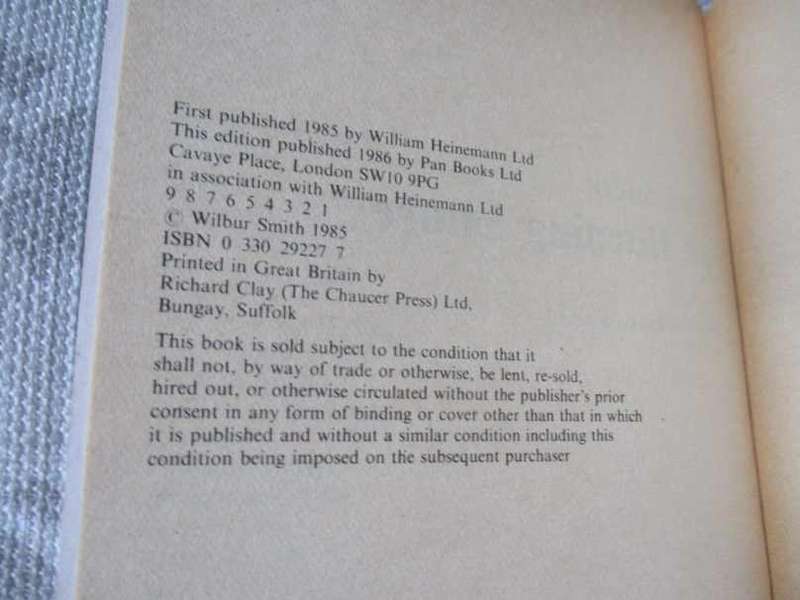 First published 1985 by William Heinemann Ltd
This edition published 1986 by Pan Books Ltd
Cavaye Place, London SW10 9PG
in association with William Heinemann Ltd
9 8 7 6 5 4 3 2 1
© Wilbur Smith 1985
ISBN 0 330 29227 7
Printed in Great Britain by
Richard Clay (The Chaucer Press) Ltd,
Bungay, Suffolk
This book is sold subject to the condition that it
shall not, by way of trade or otherwise, be lent, re-sold,
hired out, or otherwise circulated without the publisher's prior
consent in any form of binding or cover other than that in which
it is published and without a similar condition including this
condition being imposed on the subsequent purchaser